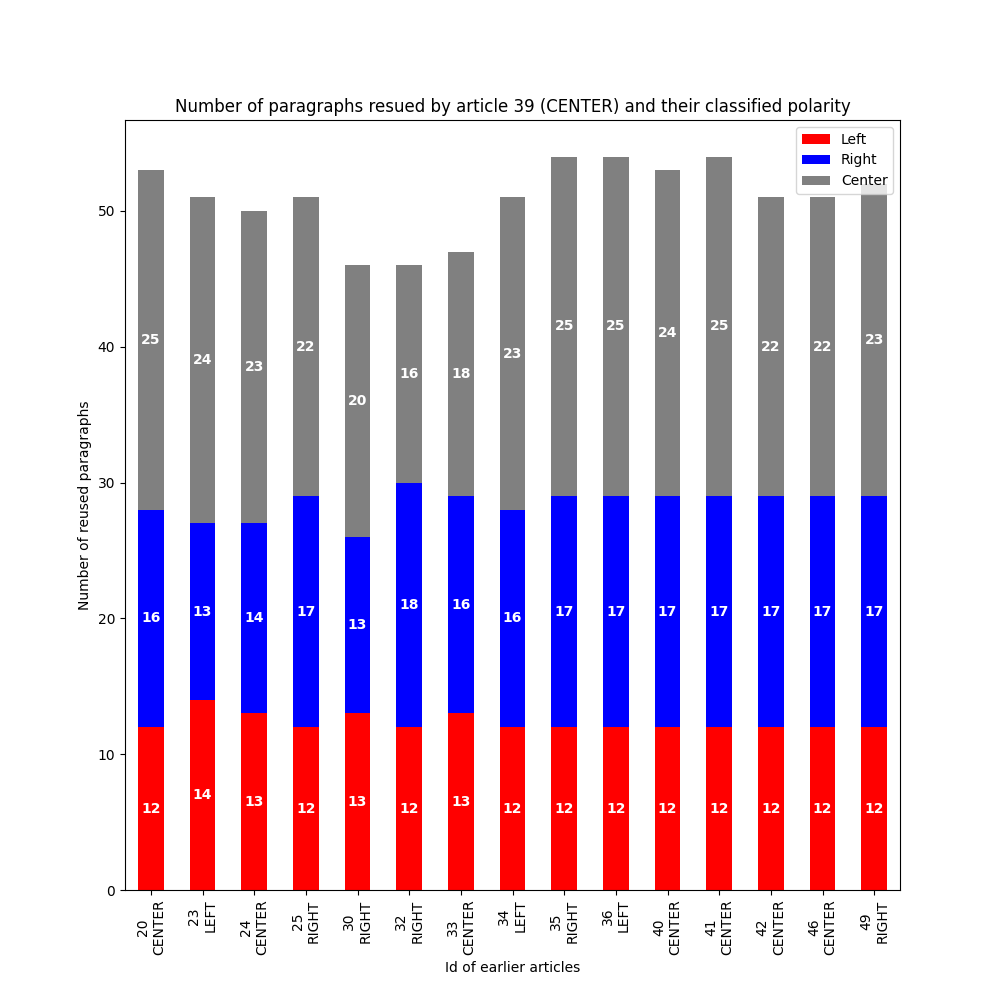 Number of paragraphs resued by article 39 (CENTER) and their classified polarity
Left
Right
Center
Number of reused paragraphs
50
40
30
20
10
0
25 24 23 22 20 16 18 23 25 25 24 25 22 22 23
16 13 14 17 13 18 16 16 17 17 17 17 17 17 17
12 14 13 12 13 12 13 12 12 12 12 12 12 12 12
20
CENTER
23
LEFT
24
CENTER
25
RIGHT
30
RIGHT
32
RIGHT
33
CENTER
34
LEFT
35
RIGHT
36
LEFT
40
CENTER
41
CENTER
42
CENTER
46
CENTER
49
RIGHT
Id of earlier articles